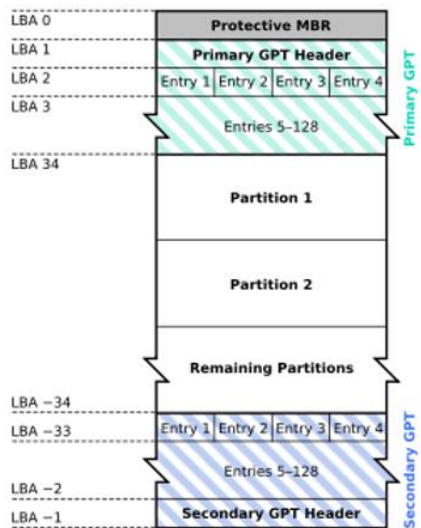 LBA 0
Protective MBR
LBA 1
Primary GPT Header
LBA 2
Entry 1 Entry 2 Entry 3 Entry 4
LBA 3
Entries 5–128
Primary GPT
LBA 34
Partition 1
Partition 2
Remaining Partitions
LBA −34
LBA −33
Entry 1 Entry 2 Entry 3 Entry 4
Entries 5–128
LBA −2
LBA −1
Secondary GPT Header
Secondary GPT